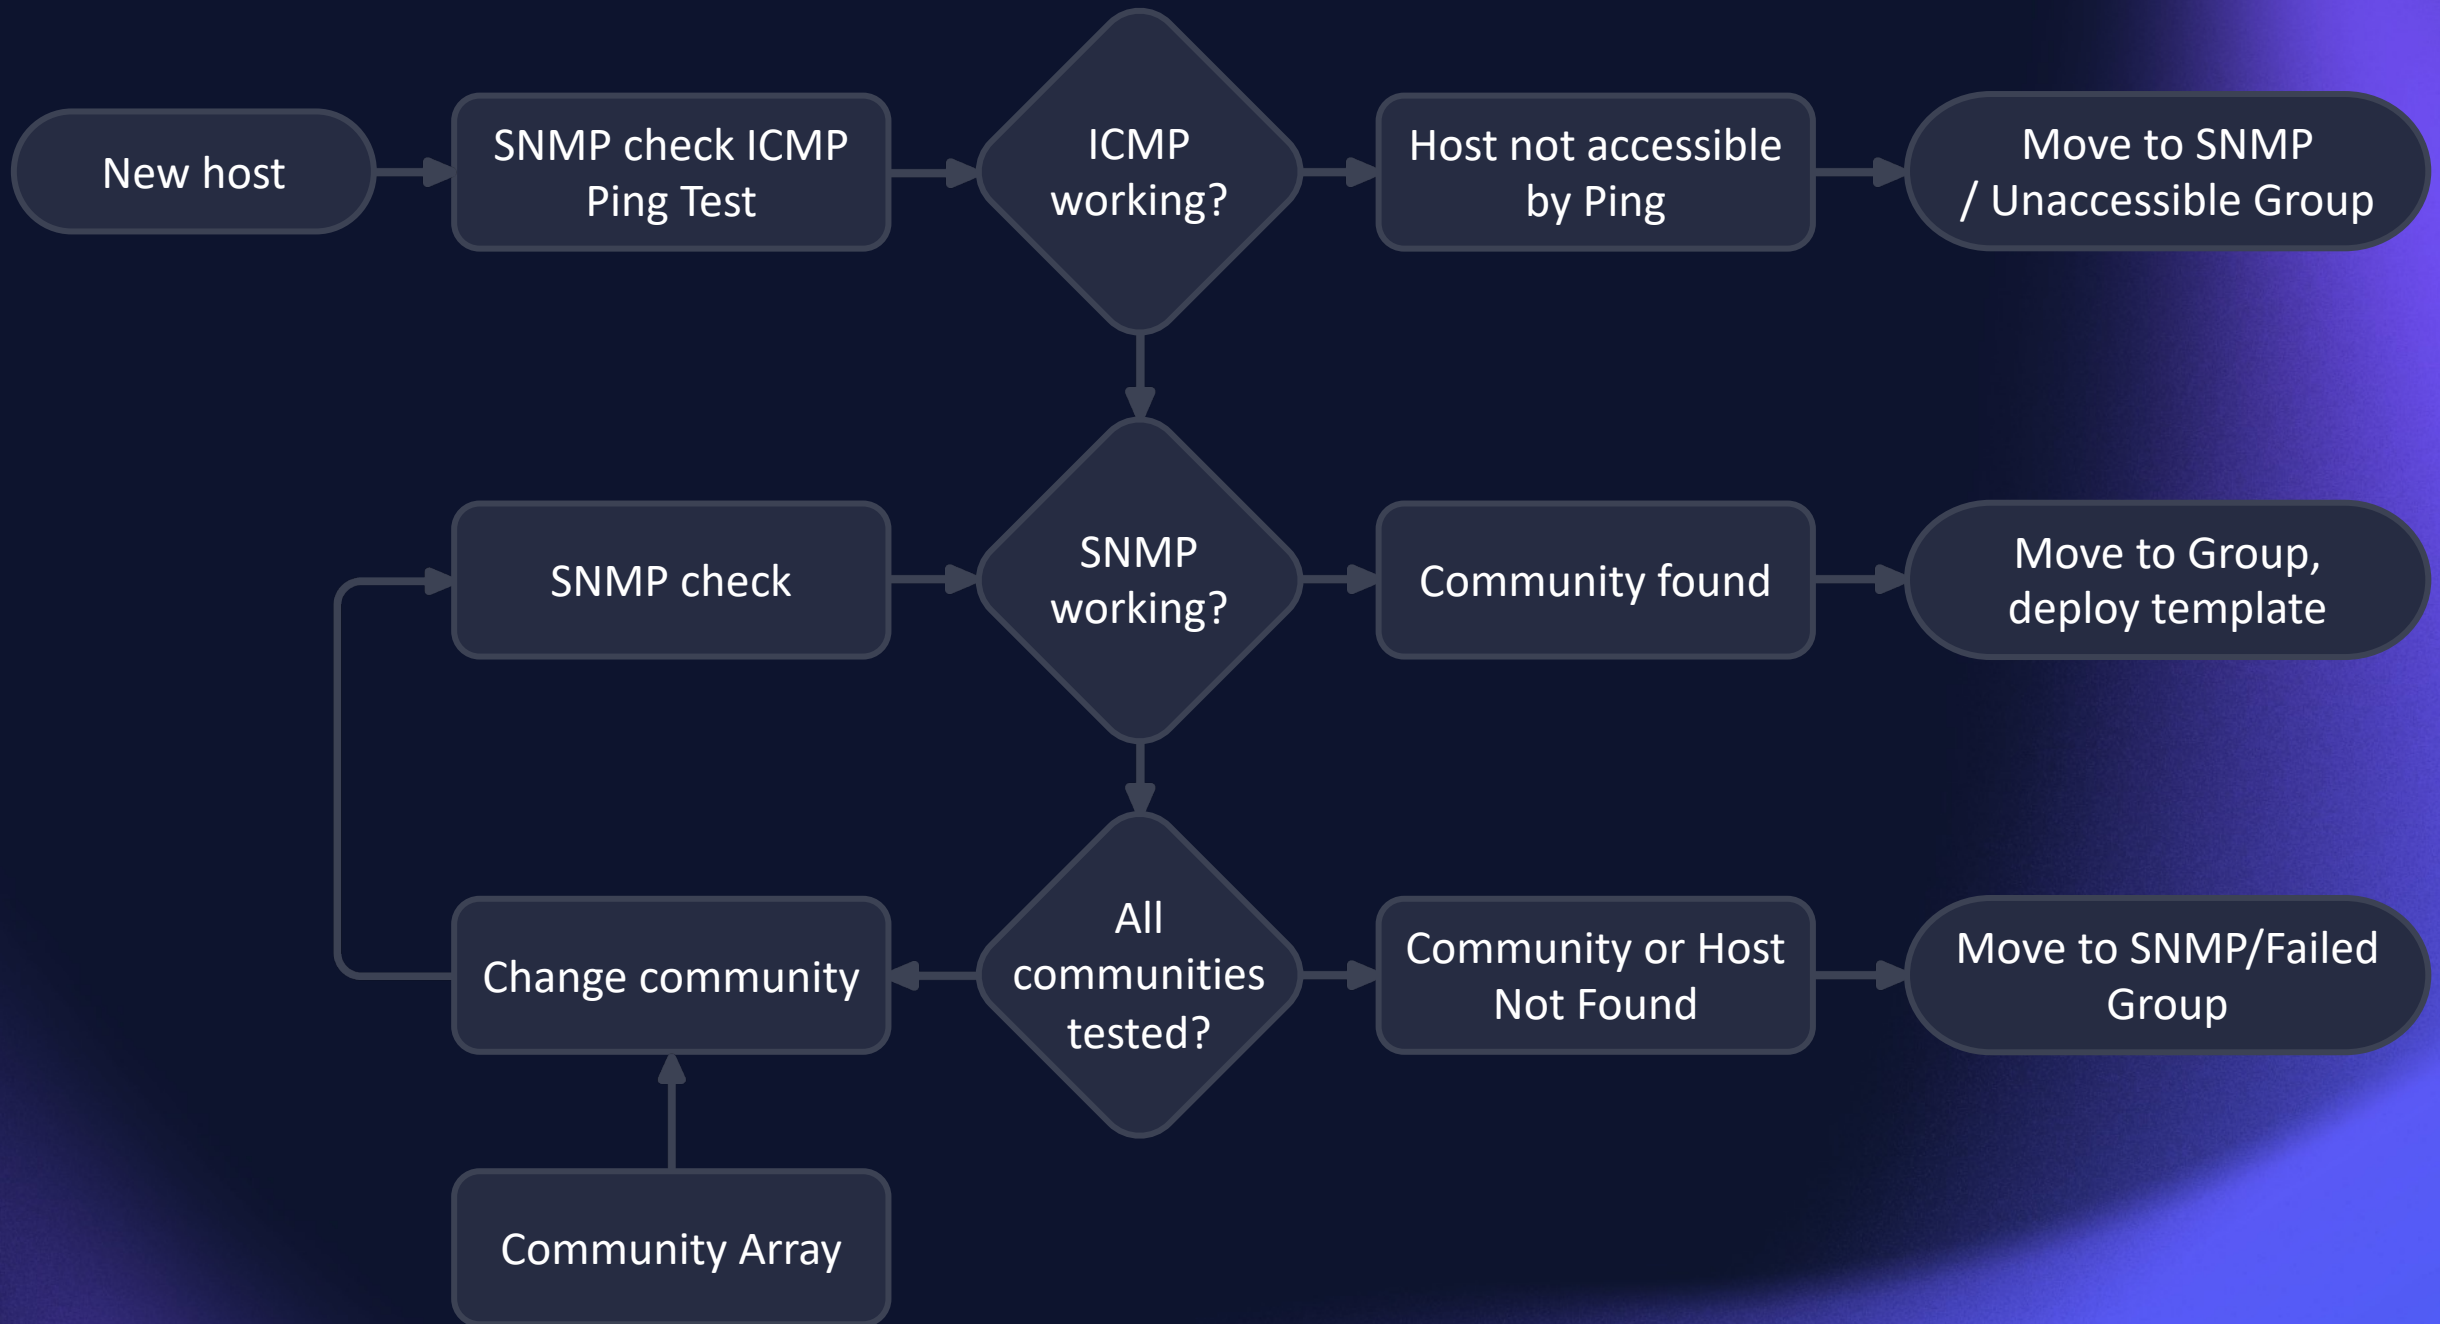 New host
SNMP check ICMP
Ping Test
ICMP
working?
Host not accessible
by Ping
Move to SNMP
/ Unaccessible Group
SNMP check
SNMP
working?
Community found
Move to Group,
deploy template
Change community
All
communities
tested?
Community or Host
Not Found
Move to SNMP/Failed
Group
Community Array